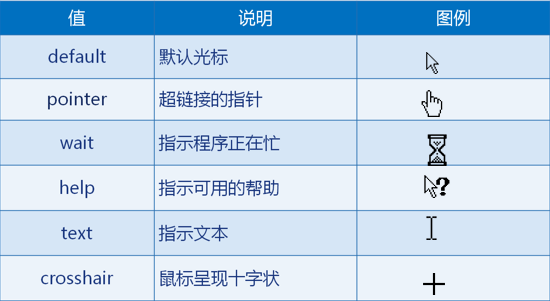 值 说明 图例
default 默认光标
pointer 超链接的指针
wait 指示程序正在忙
help 指示可用的帮助
text 指示文本
crosshair 鼠标呈现十字状